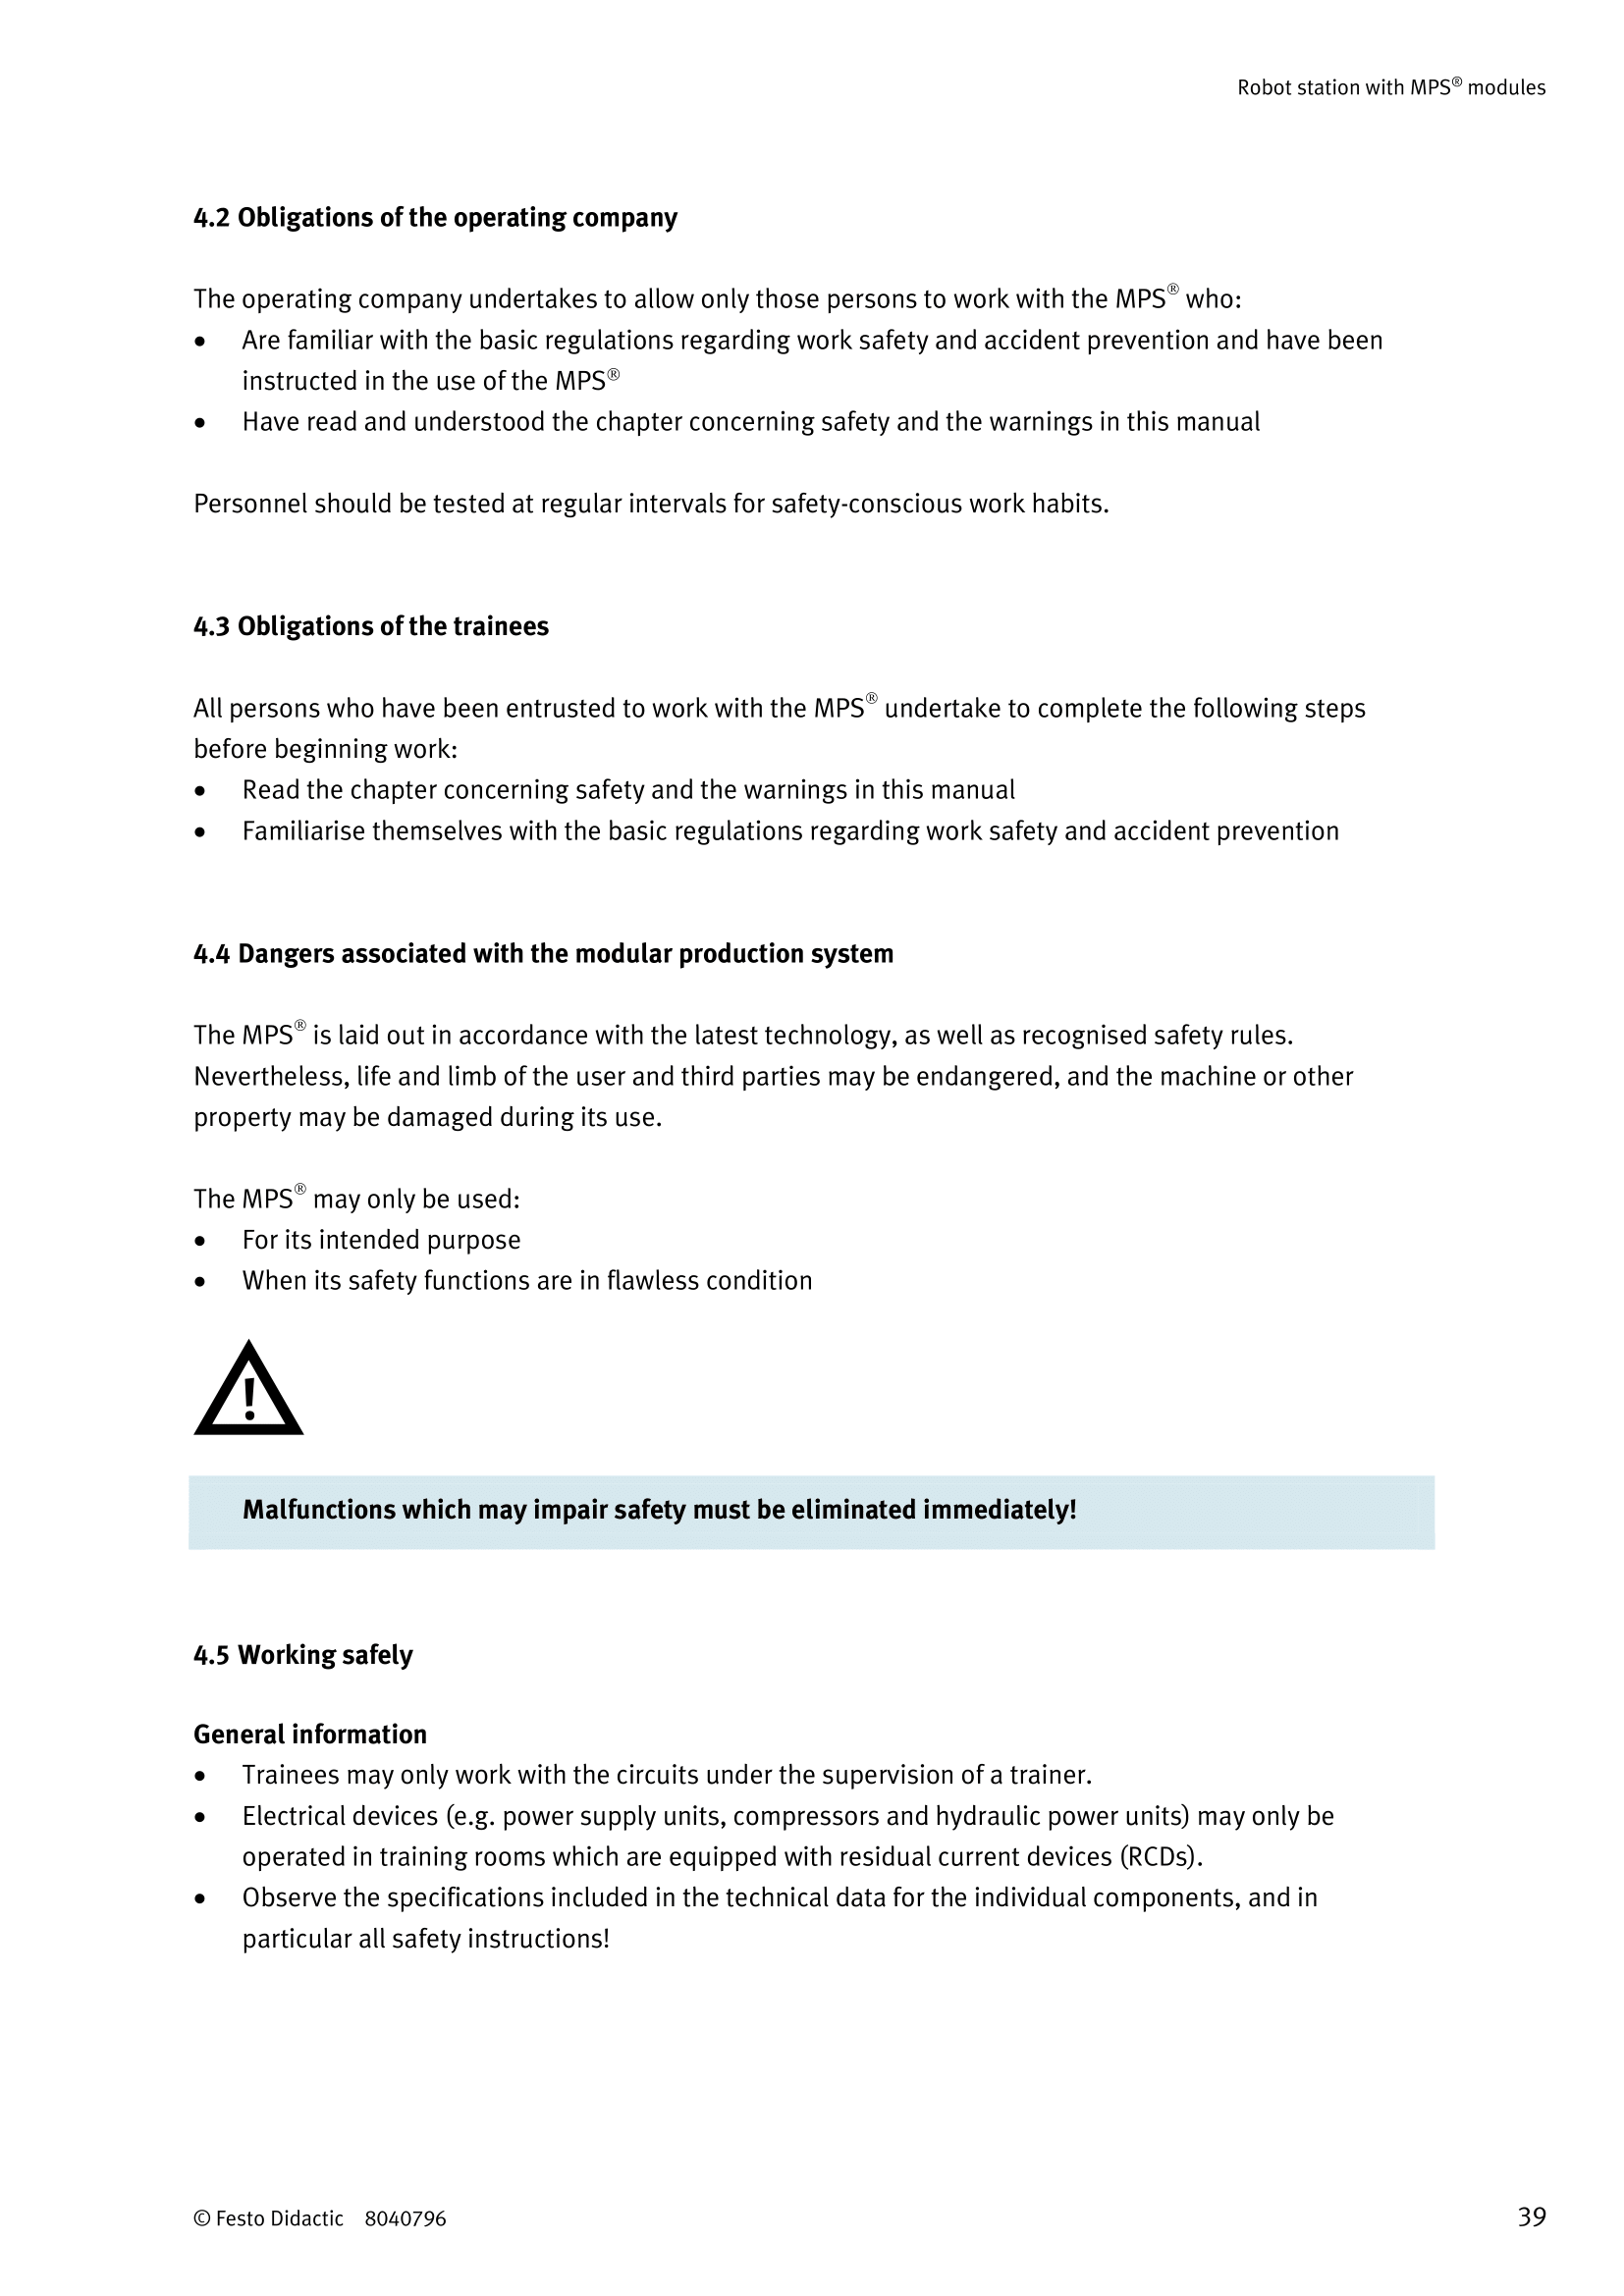 Robot station with MPS® modules
4.2 Obligations of the operating company
The operating company undertakes to allow only those persons to work with the MPS® who:
• Are familiar with the basic regulations regarding work safety and accident prevention and have been
instructed in the use of the MPS®
• Have read and understood the chapter concerning safety and the warnings in this manual
Personnel should be tested at regular intervals for safety-conscious work habits.
4.3 Obligations of the trainees
All persons who have been entrusted to work with the MPS® undertake to complete the following steps
before beginning work:
• Read the chapter concerning safety and the warnings in this manual
• Familiarise themselves with the basic regulations regarding work safety and accident prevention
4.4 Dangers associated with the modular production system
The MPS® is laid out in accordance with the latest technology, as well as recognised safety rules.
Nevertheless, life and limb of the user and third parties may be endangered, and the machine or other
property may be damaged during its use.
The MPS® may only be used:
• For its intended purpose
• When its safety functions are in flawless condition
!
Malfunctions which may impair safety must be eliminated immediately!
4.5 Working safely
General information
• Trainees may only work with the circuits under the supervision of a trainer.
• Electrical devices (e.g. power supply units, compressors and hydraulic power units) may only be
operated in training rooms which are equipped with residual current devices (RCDs).
• Observe the specifications included in the technical data for the individual components, and in
particular all safety instructions!
© Festo Didactic 8040796 39